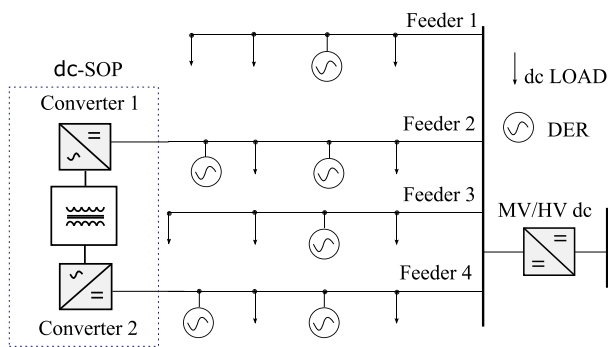 Feeder 1
dc-SOP
dc LOAD
Converter 1
Feeder 2
DER
Feeder 3
MV/HV dc
Feeder 4
Converter 2